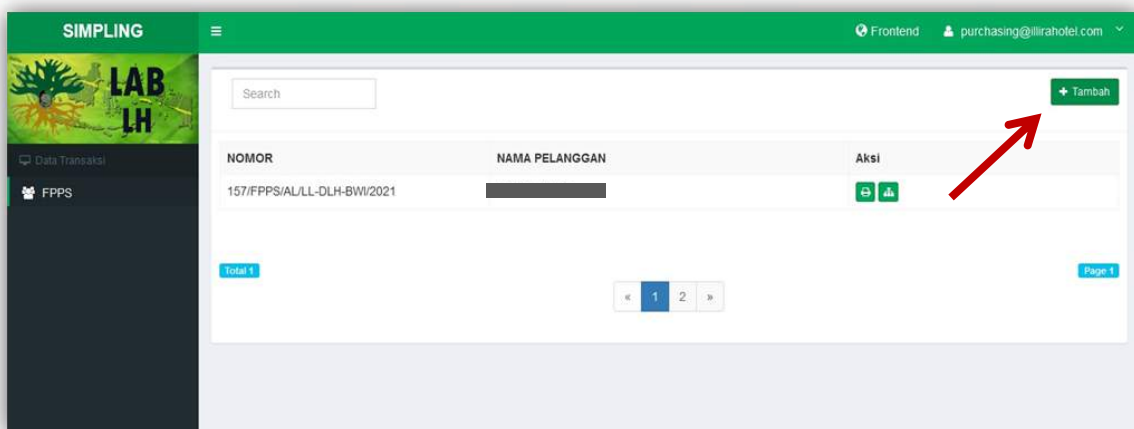 SIMPLING
Frontend purchasing@illirahotel.com
LAB
LH
Search
+ Tambah
Data Transaksi
FPPS
NOMOR NAMA PELANGGAN Aksi
157/FPPS/AL/LL-DLH-BWI/2021
Total 1
Page 1
« 1 2 »